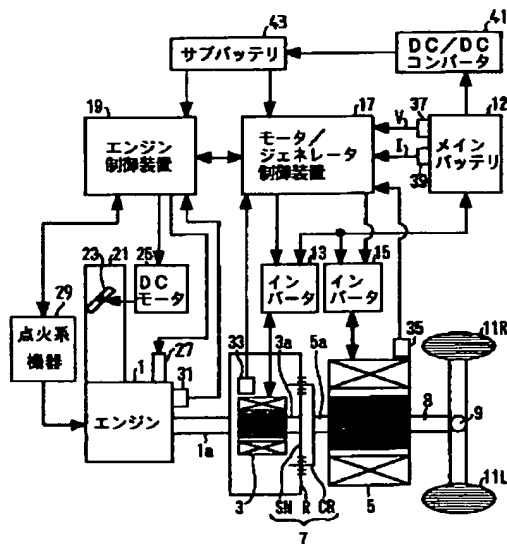 43
41
サブバッテリ
DC/DC
コンバータ
19
17
37
12
エンジン
制御装置
モータ/
ジェネレータ
制御装置
V
I
39
メイン
バッテリ
23
21
25
DC
モータ
13
インバータ
15
インバータ
29
点火系
機器
1
27
31
33
3a
5a
35
11R
8
9
エンジン
1a
3
SN
R
CR
7
5
11L